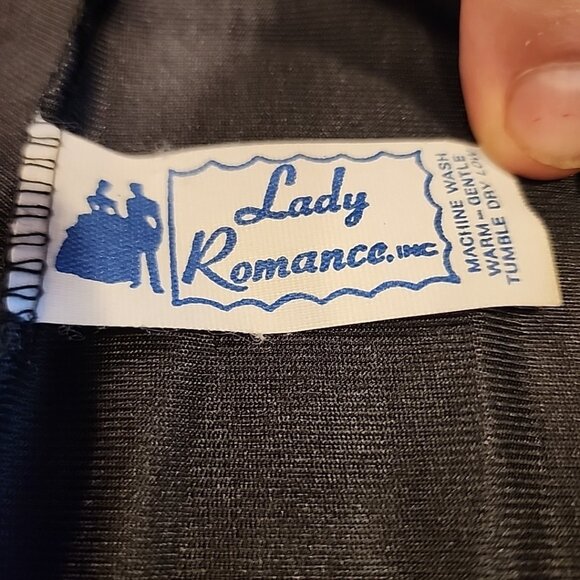 Lady
Romance, INC
MACHINE WASH
WARM - GENTLE
TUMBLE DRY LOW